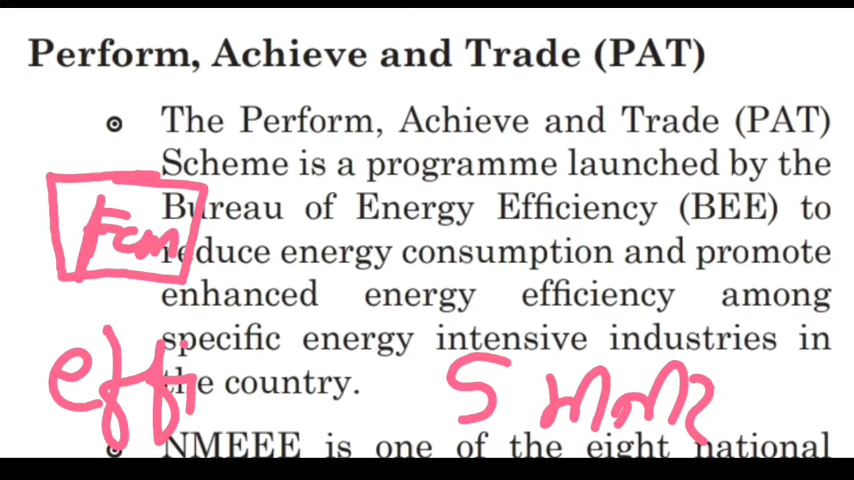 Perform, Achieve and Trade (PAT)
The Perform, Achieve and Trade (PAT)
Scheme is a programme launched by the
Bureau of Energy Efficiency (BEE) to
reduce energy consumption and promote
enhanced energy efficiency among
specific energy intensive industries in
the country.
NMEEE is one of the eight national
effi